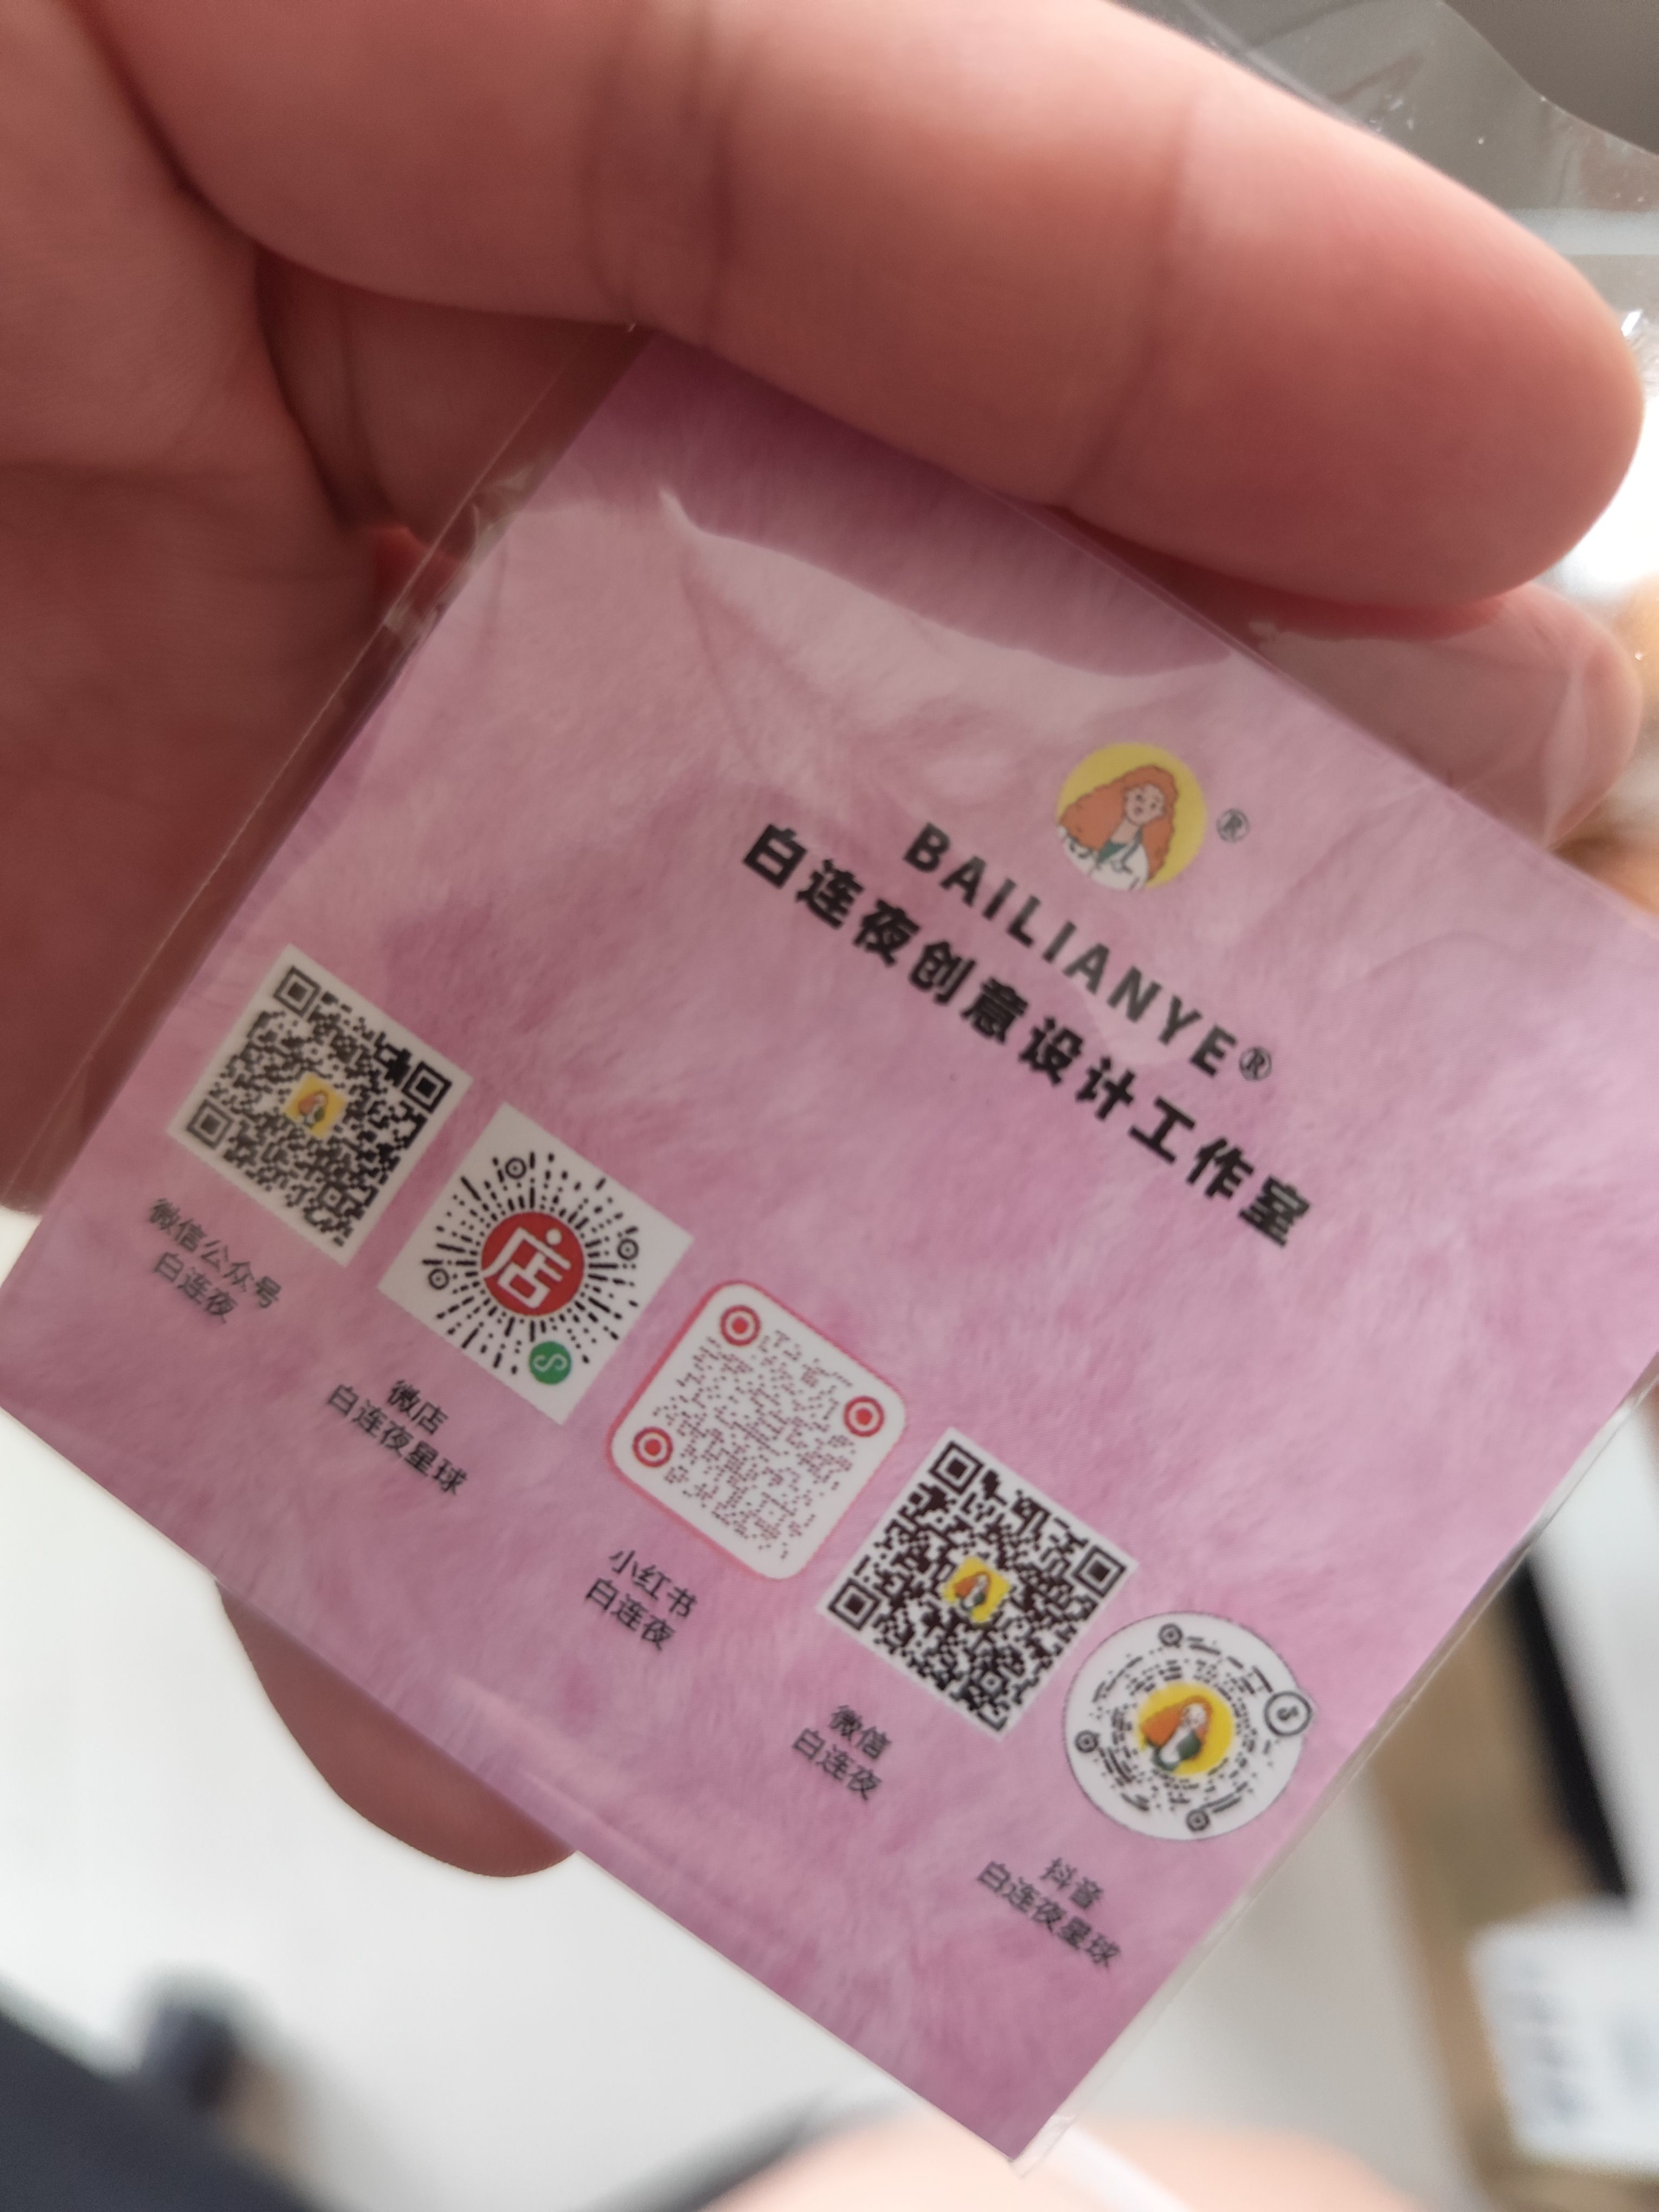 ®
BAILIANYE®
白连夜创意设计工作室
店
微信公众号
白连夜
微店
白连夜星球
小红书
白连夜
微信
白连夜
抖音
白连夜星球